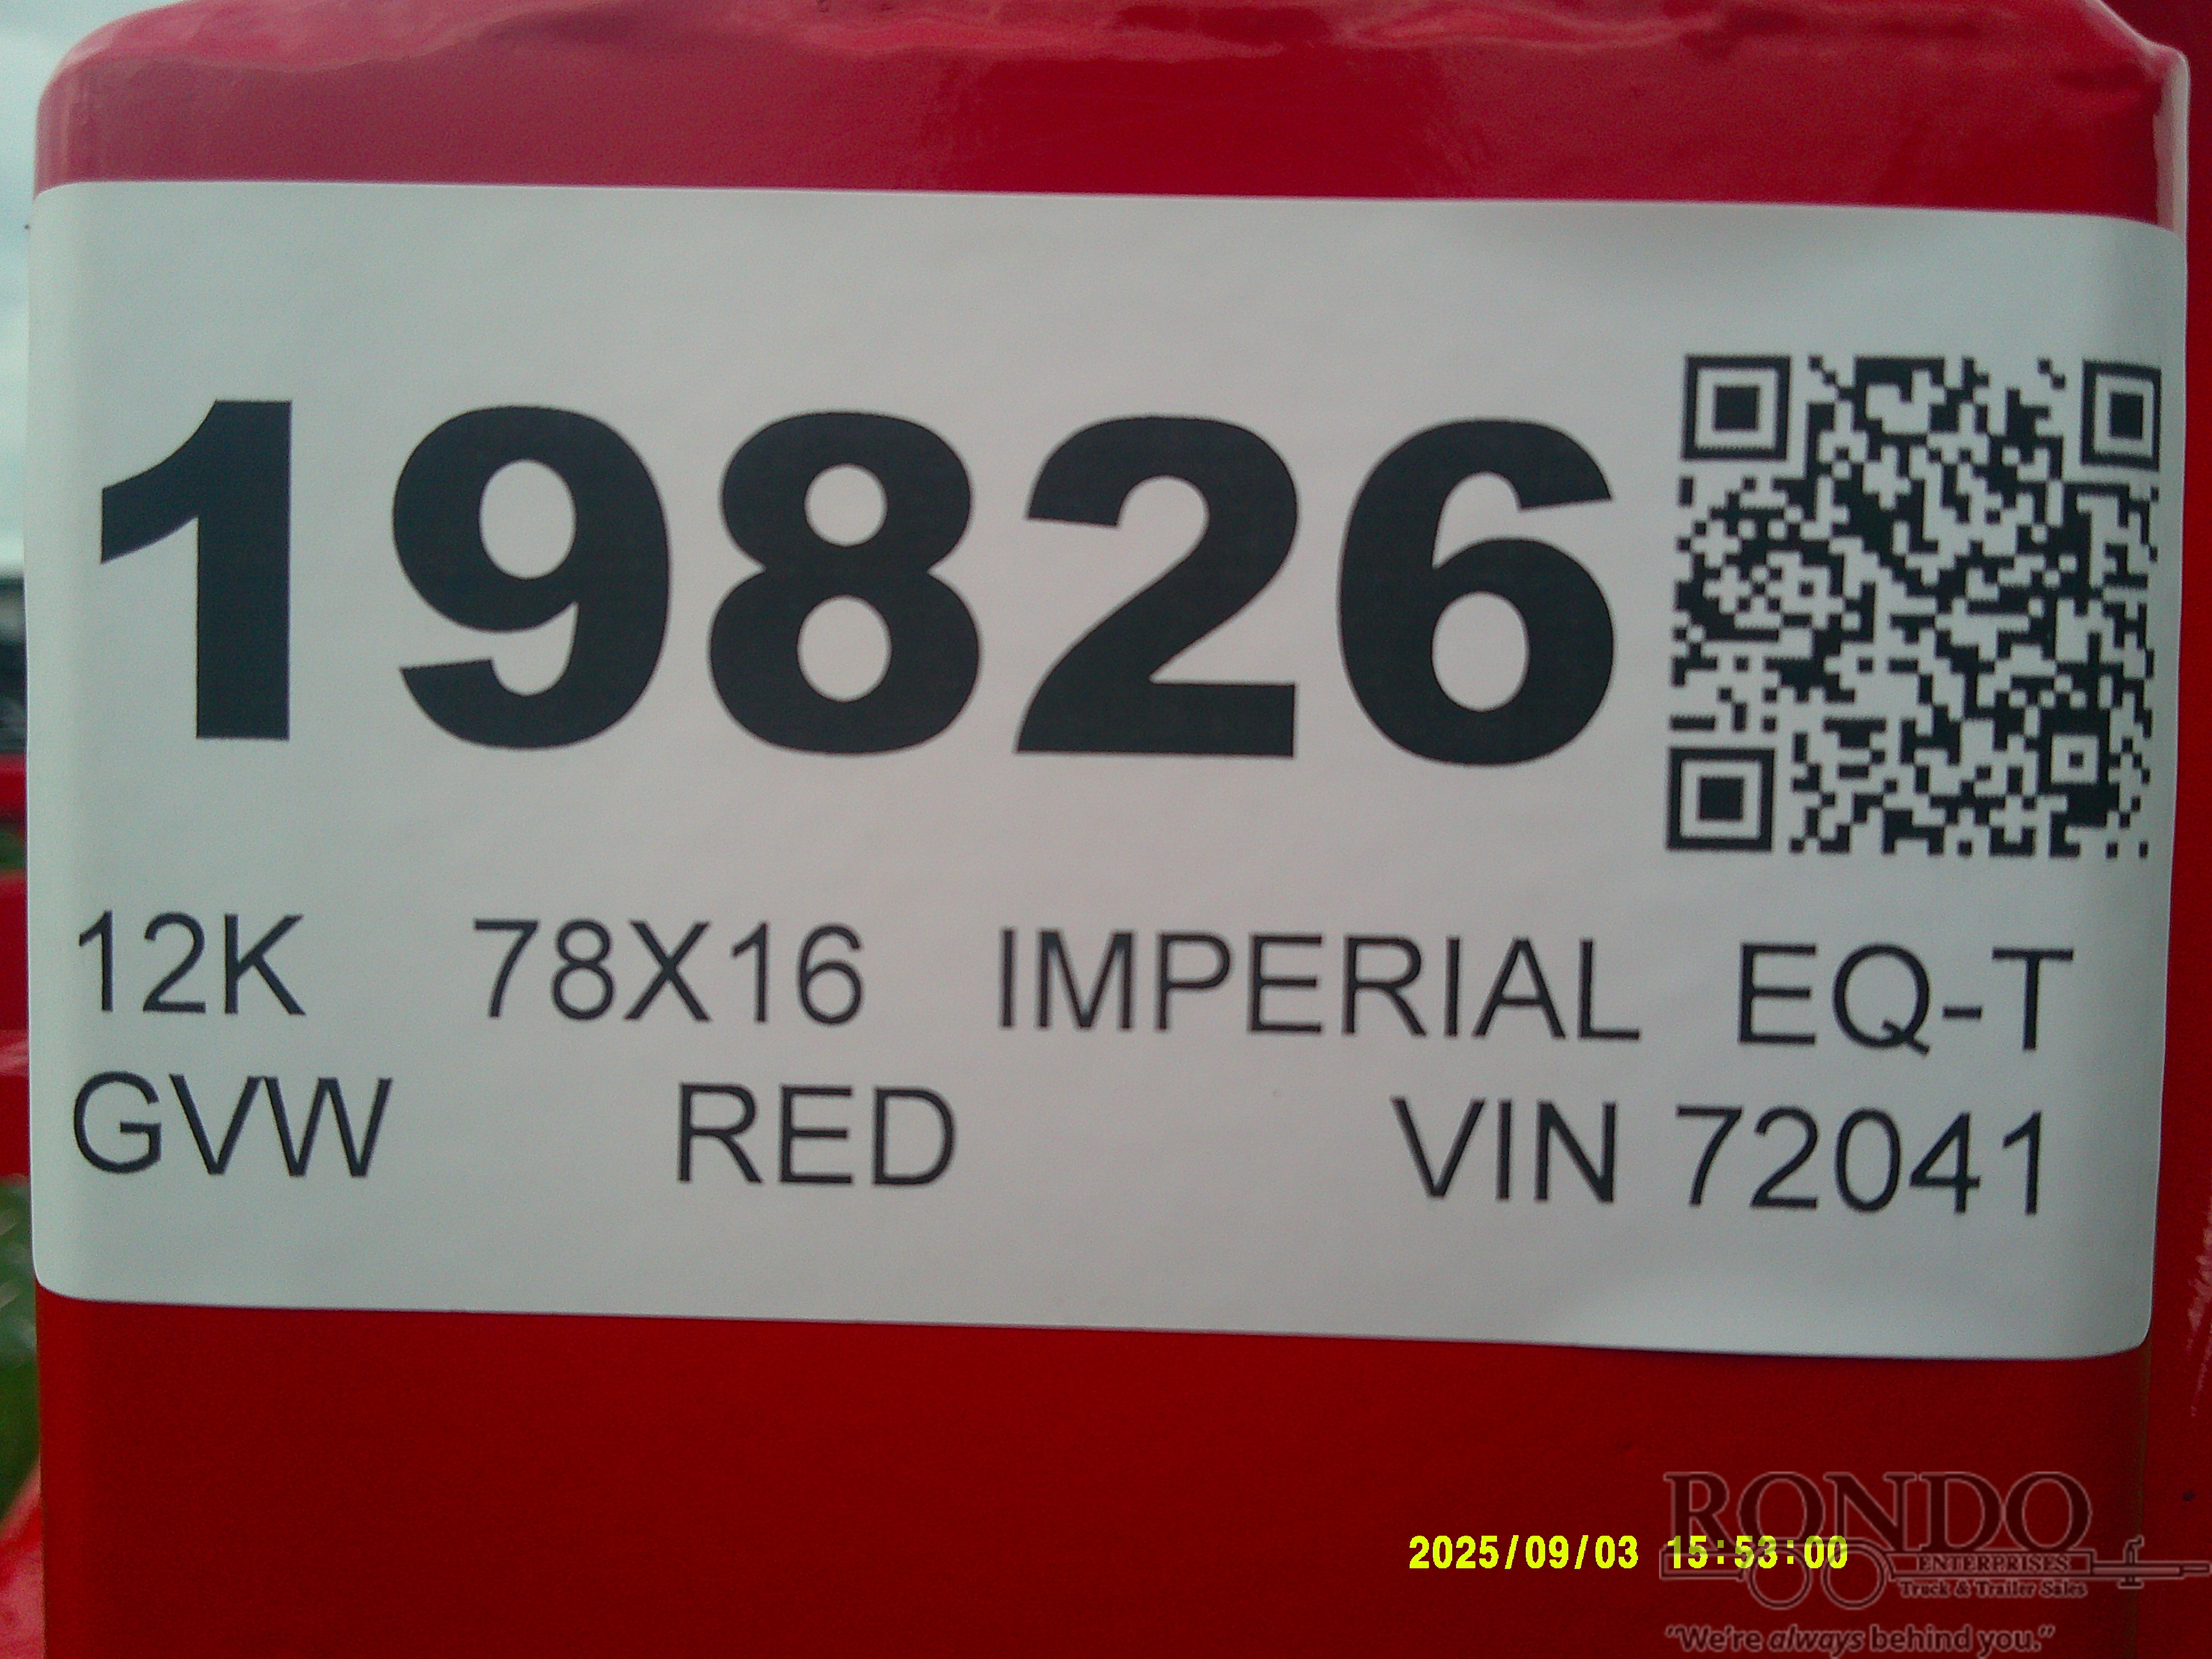 19826
12K 78X16 IMPERIAL EQ-T
GVW RED VIN 72041
2025/09/03 15:53:00
RONDO
ENTERPRISES
Truck & Trailer Sales
"We're always behind you."